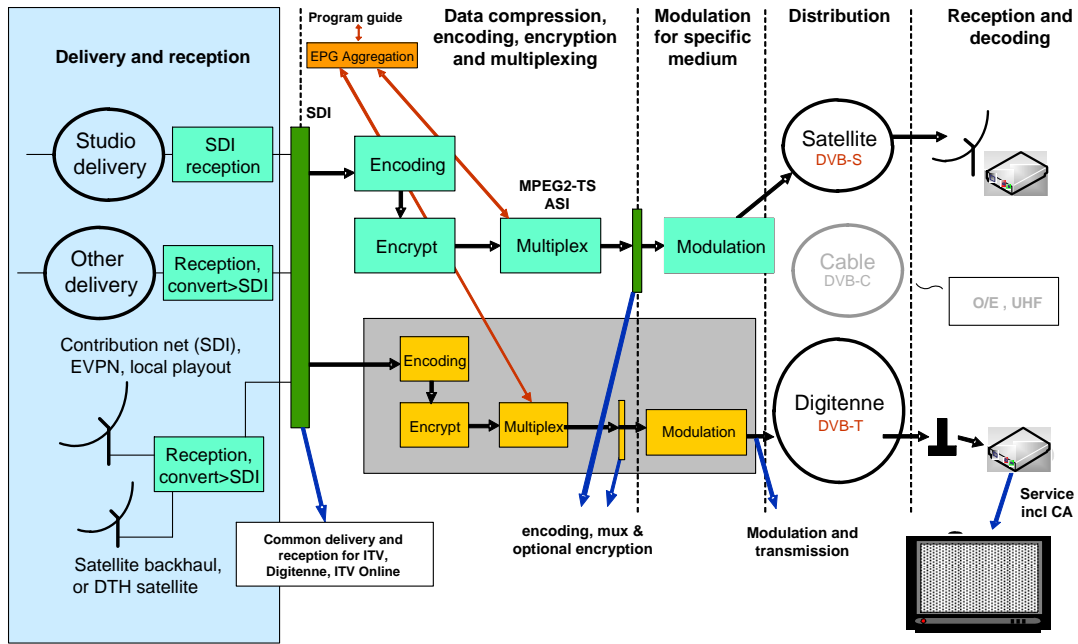 Program guide
EPG Aggregation
Delivery and reception
Data compression,
encoding, encryption
and multiplexing
Modulation
for specific
medium
Distribution
Reception and
decoding
SDI
Studio
delivery
SDI
reception
Encoding
MPEG2-TS
ASI
Encrypt
Multiplex
Modulation
Satellite
DVB-S
Other
delivery
Reception,
convert>SDI
Cable
DVB-C
O/E , UHF
Contribution net (SDI),
EVPN, local playout
Encoding
Encrypt
Multiplex
Modulation
Digitenne
DVB-T
Reception,
convert>SDI
Satellite backhaul,
or DTH satellite
Common delivery and
reception for ITV,
Digitenne, ITV Online
encoding, mux &
optional encryption
Modulation and
transmission
Service
incl CA